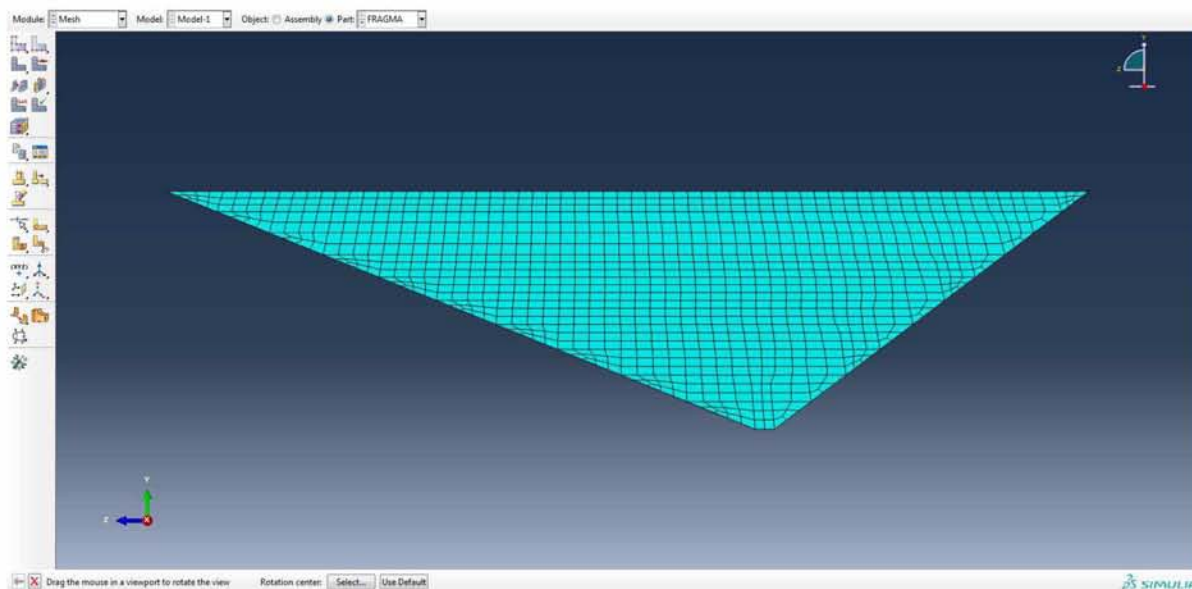 Module: Mesh Model: Model-1 Object: Assembly Part: FRAGMA
Y
Z
Y
Z
X
Drag the mouse in a viewport to rotate the view Rotation center: Select... Use Default
SIMULIA